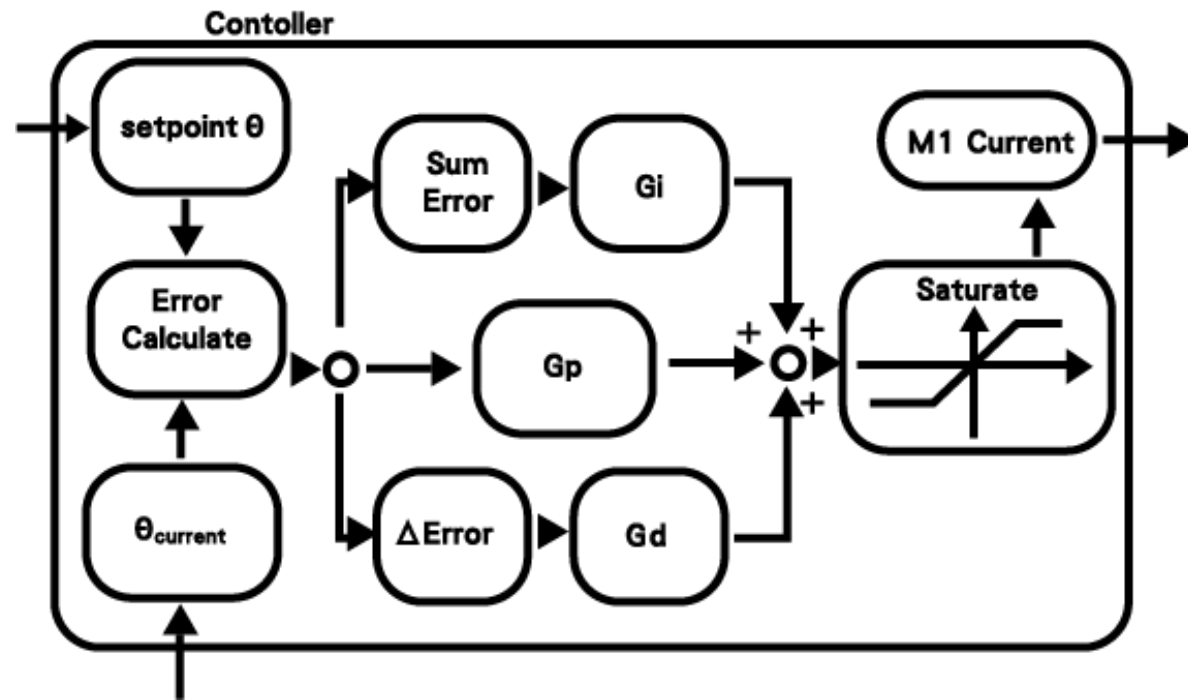 Contoller
setpoint θ
Error
Calculate
θcurrent
Sum
Error
Gi
Gp
ΔError
Gd
+
+
+
Saturate
M1 Current